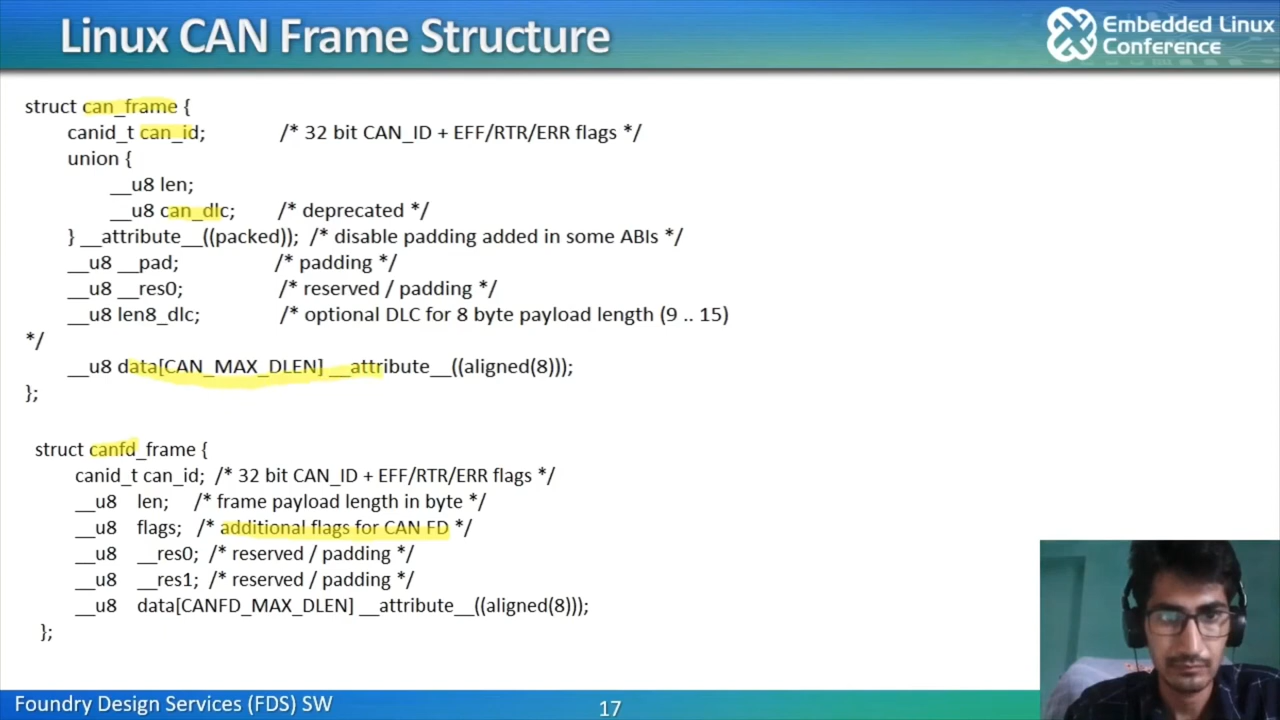 Linux CAN Frame Structure
Embedded Linux
Conference
struct can_frame {
canid_t can_id; /* 32 bit CAN_ID + EFF/RTR/ERR flags */
union {
__u8 len;
__u8 can_dlc; /* deprecated */
} __attribute__((packed)); /* disable padding added in some ABIs */
__u8 __pad; /* padding */
__u8 __res0; /* reserved / padding */
__u8 len8_dlc; /* optional DLC for 8 byte payload length (9 .. 15)
*/
__u8 data[CAN_MAX_DLEN] __attribute__((aligned(8)));
};
struct canfd_frame {
canid_t can_id; /* 32 bit CAN_ID + EFF/RTR/ERR flags */
__u8 len; /* frame payload length in byte */
__u8 flags; /* additional flags for CAN FD */
__u8 __res0; /* reserved / padding */
__u8 __res1; /* reserved / padding */
__u8 data[CANFD_MAX_DLEN] __attribute__((aligned(8)));
};
Foundry Design Services (FDS) SW
17